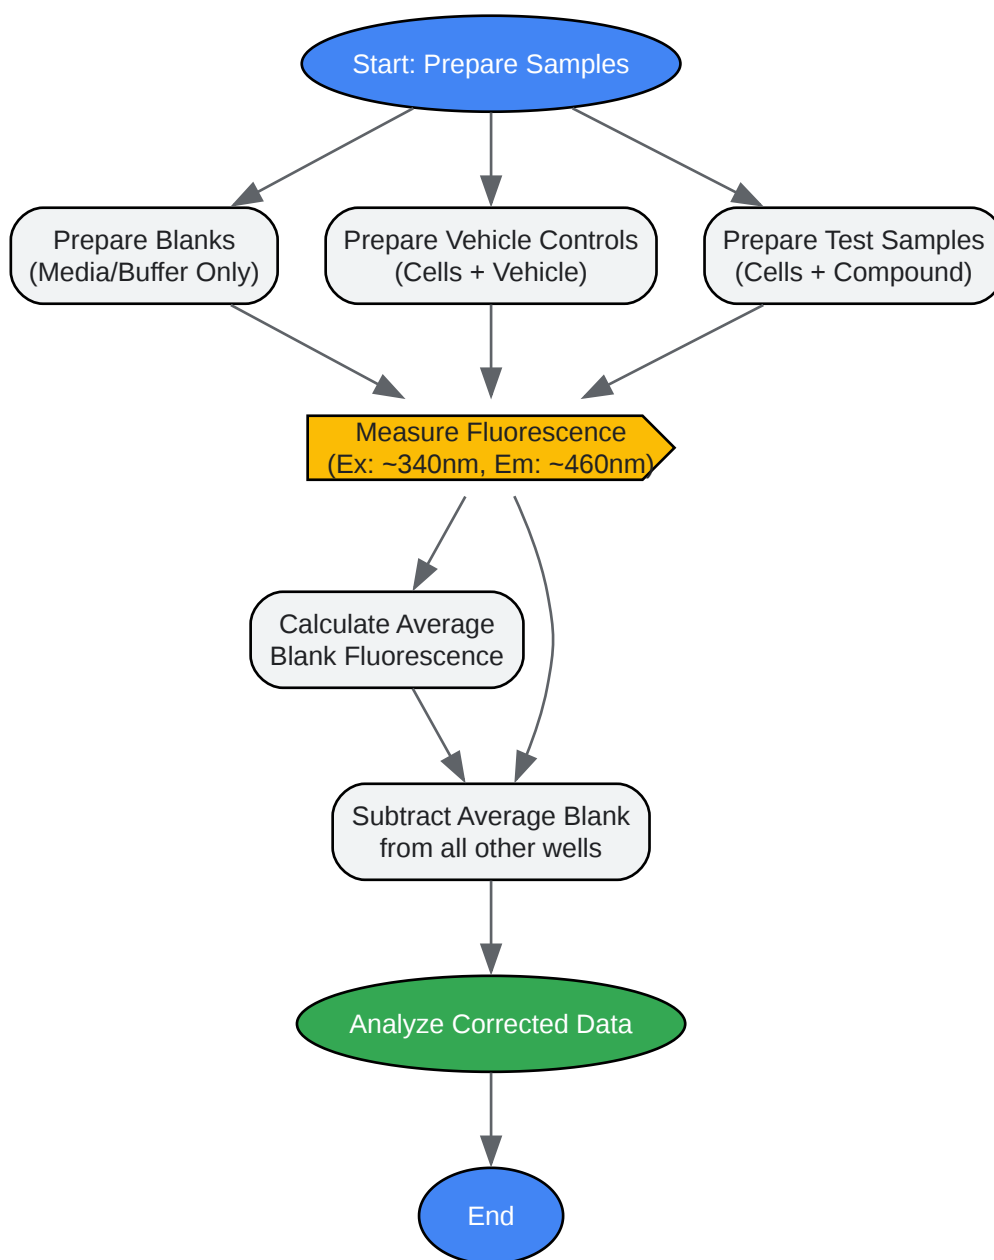 Start: Prepare Samples
Prepare Blanks
(Media/Buffer Only)
Prepare Vehicle Controls
(Cells + Vehicle)
Prepare Test Samples
(Cells + Compound)
Measure Fluorescence
(Ex: ~340nm, Em: ~460nm)
Calculate Average
Blank Fluorescence
Subtract Average Blank
from all other wells
Analyze Corrected Data
End